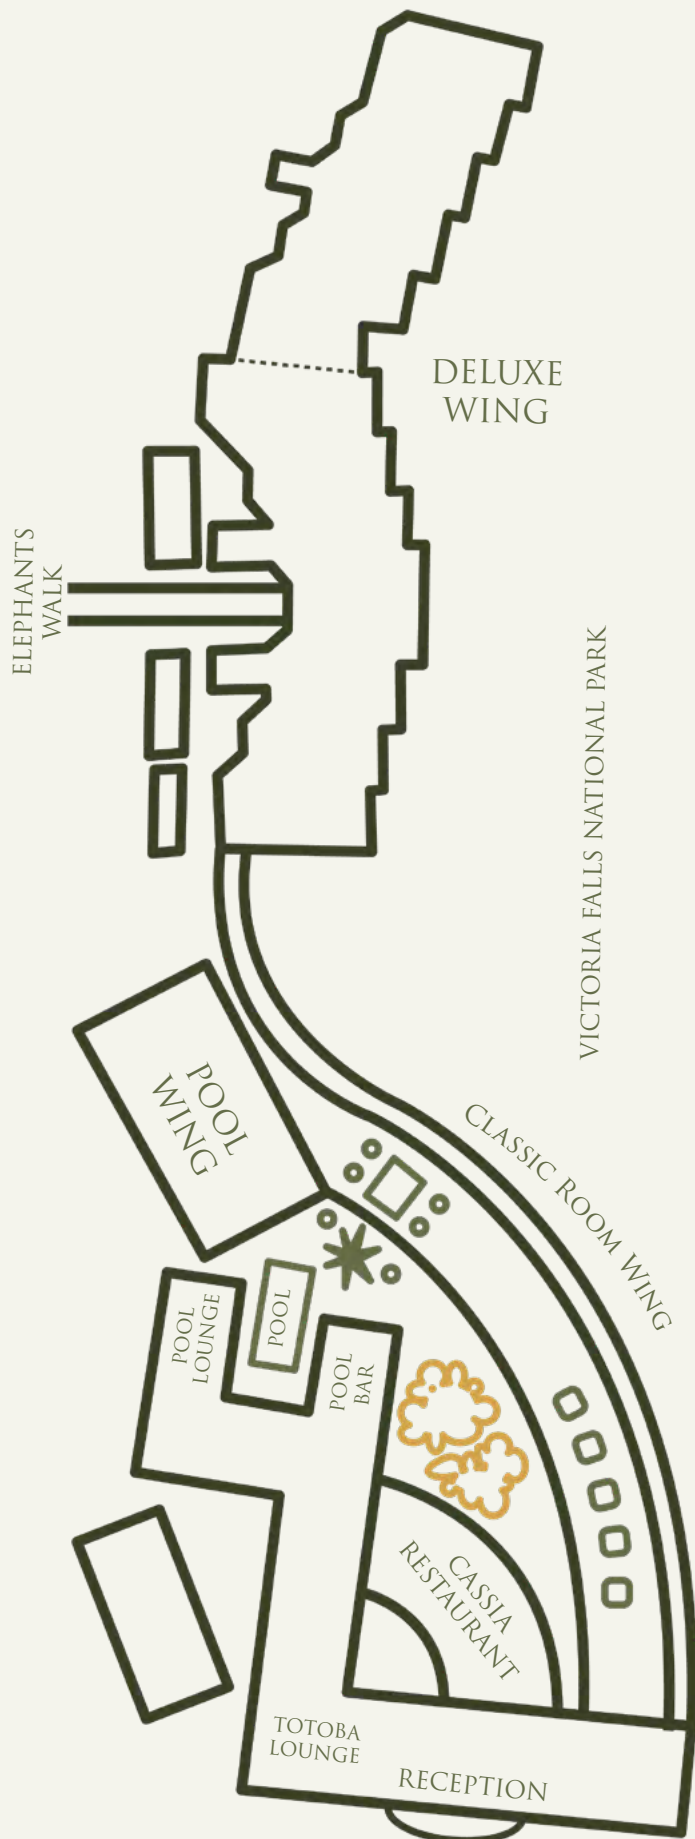 DELUXE
WING
ELEPHANTS
WALK
VICTORIA FALLS NATIONAL PARK
POOL
WING
CLASSIC ROOM WING
POOL
LOUNGE
POOL
POOL
BAR
CASSIA
RESTAURANT
TOTOBA
LOUNGE
RECEPTION